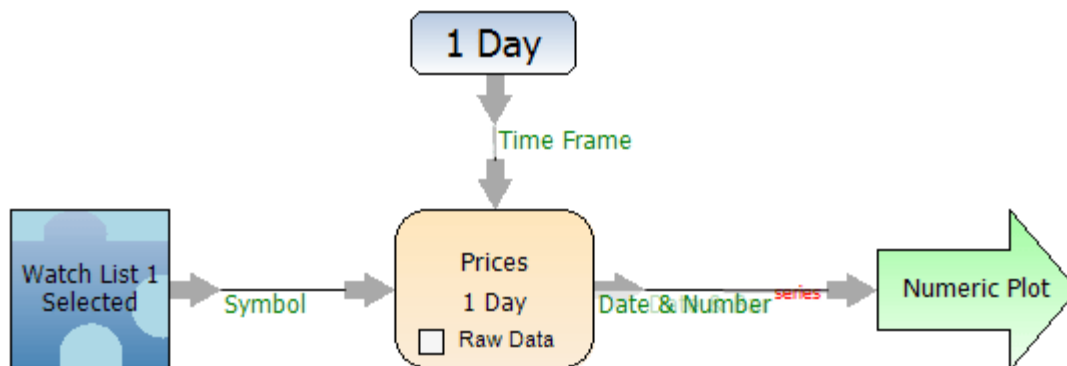 1 Day
Time Frame
Watch List 1
Selected
Symbol
Prices
1 Day
Raw Data
Date & Number
series
Numeric Plot